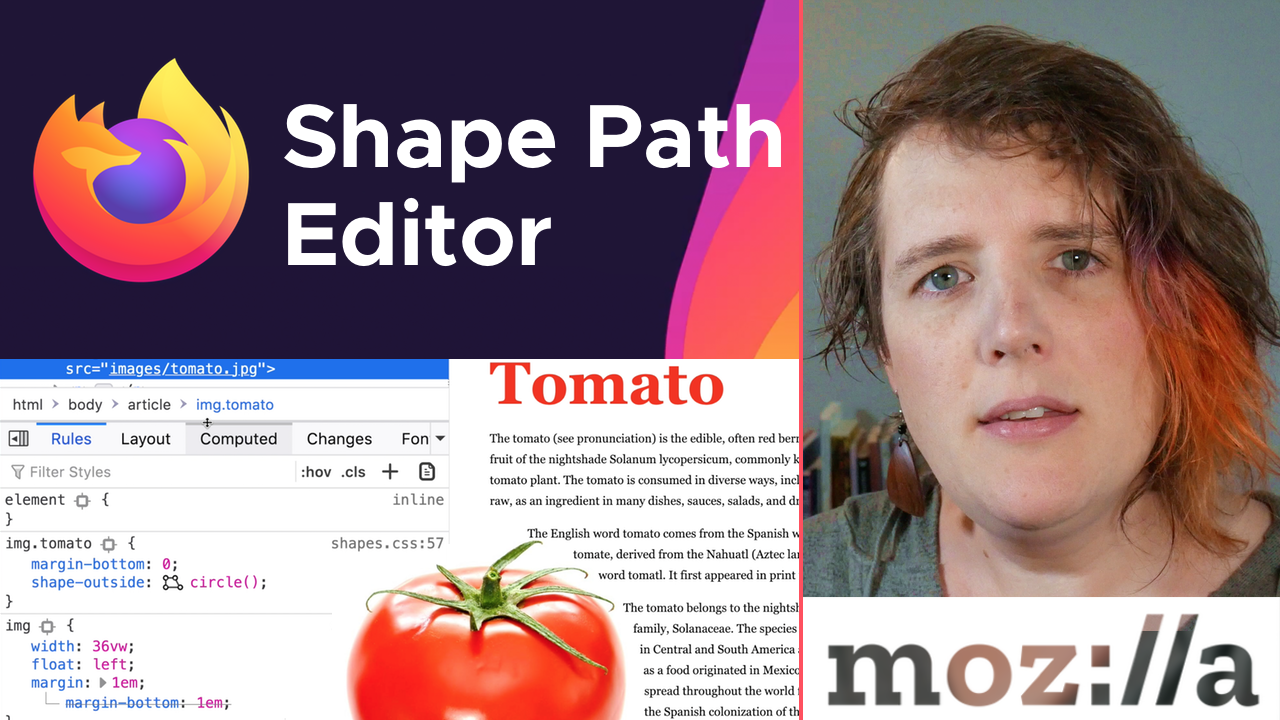 Shape Path
Editor
src="images/tomato.jpg">
html > body > article > img.tomato
Rules Layout Computed Changes Fon
Filter Styles :hov .cls +
element { inline
}
img.tomato { shapes.css:57
margin-bottom: 0;
shape-outside: circle();
}
img {
width: 36vw;
float: left;
margin: 1em;
margin-bottom: 1em;
Tomato
The tomato (see pronunciation) is the edible, often red
fruit of the nightshade Solanum lycopersicum, commonly
tomato plant. The tomato is consumed in diverse ways,
raw, as an ingredient in many dishes, sauces, salads, and
The English word tomato comes from the Spanish
tomate, derived from the Nahuatl (Aztec
word tomatl. It first appeared in print
The tomato belongs to the
family, Solanaceae. The species
in Central and South America
as a food originated in Mexico
spread throughout the world
the Spanish colonization of
moz://a